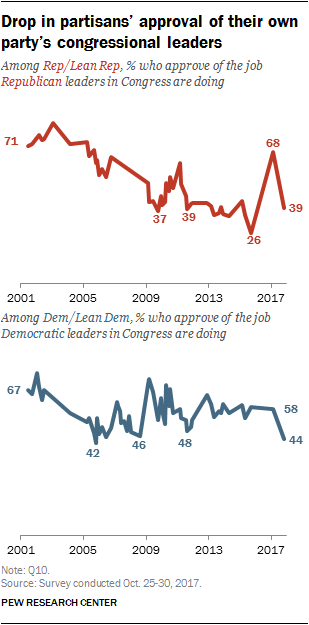 Drop in partisans' approval of their own
party's congressional leaders
Among Rep/Lean Rep, % who approve of the job
Republican leaders in Congress are doing
71
68
37
39
39
26
2001 2005 2009 2013 2017
Among Dem/Lean Dem, % who approve of the job
Democratic leaders in Congress are doing
67
58
42
46
48
44
2001 2005 2009 2013 2017
Note: Q10.
Source: Survey conducted Oct. 25-30, 2017.
PEW RESEARCH CENTER